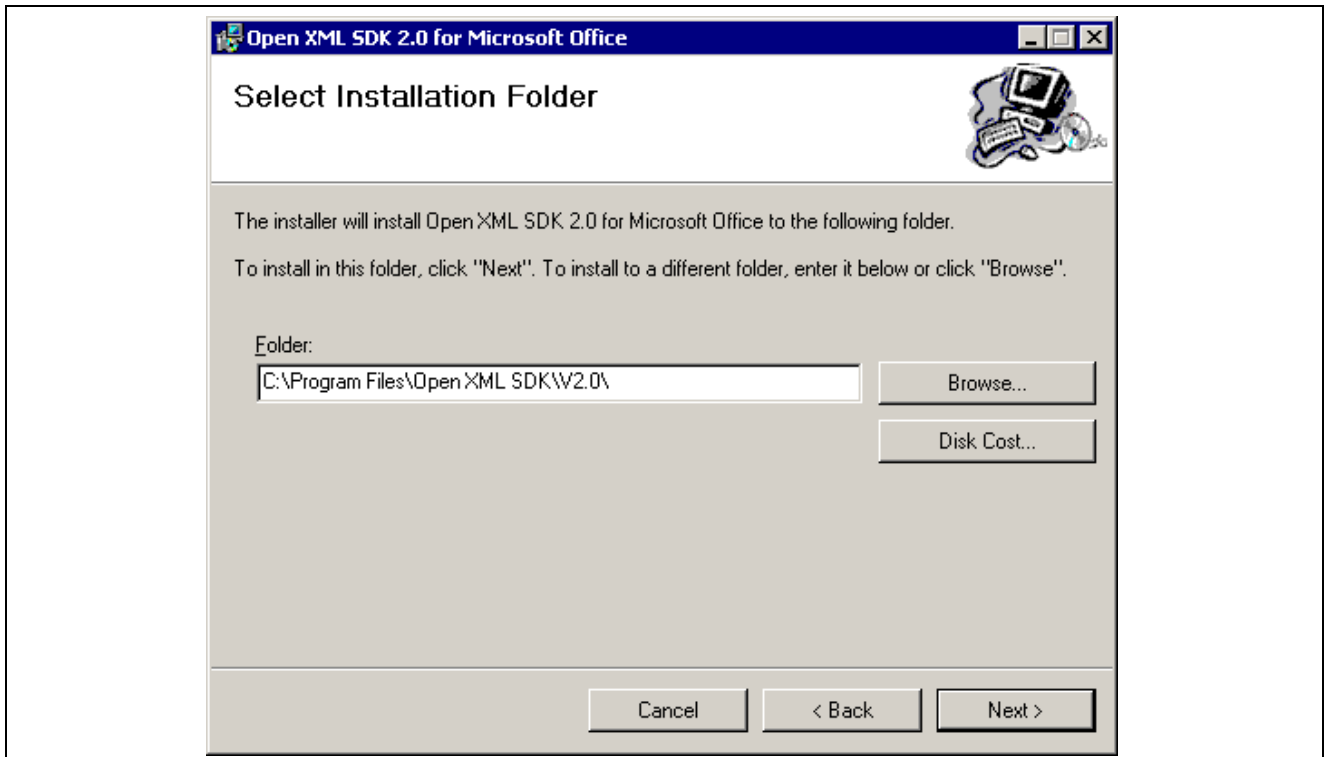 Open XML SDK 2.0 for Microsoft Office
Select Installation Folder
The installer will install Open XML SDK 2.0 for Microsoft Office to the following folder.
To install in this folder, click "Next". To install to a different folder, enter it below or click "Browse".
Folder:
C:\Program Files\Open XML SDK\V2.0\
Browse...
Disk Cost...
Cancel
< Back
Next >